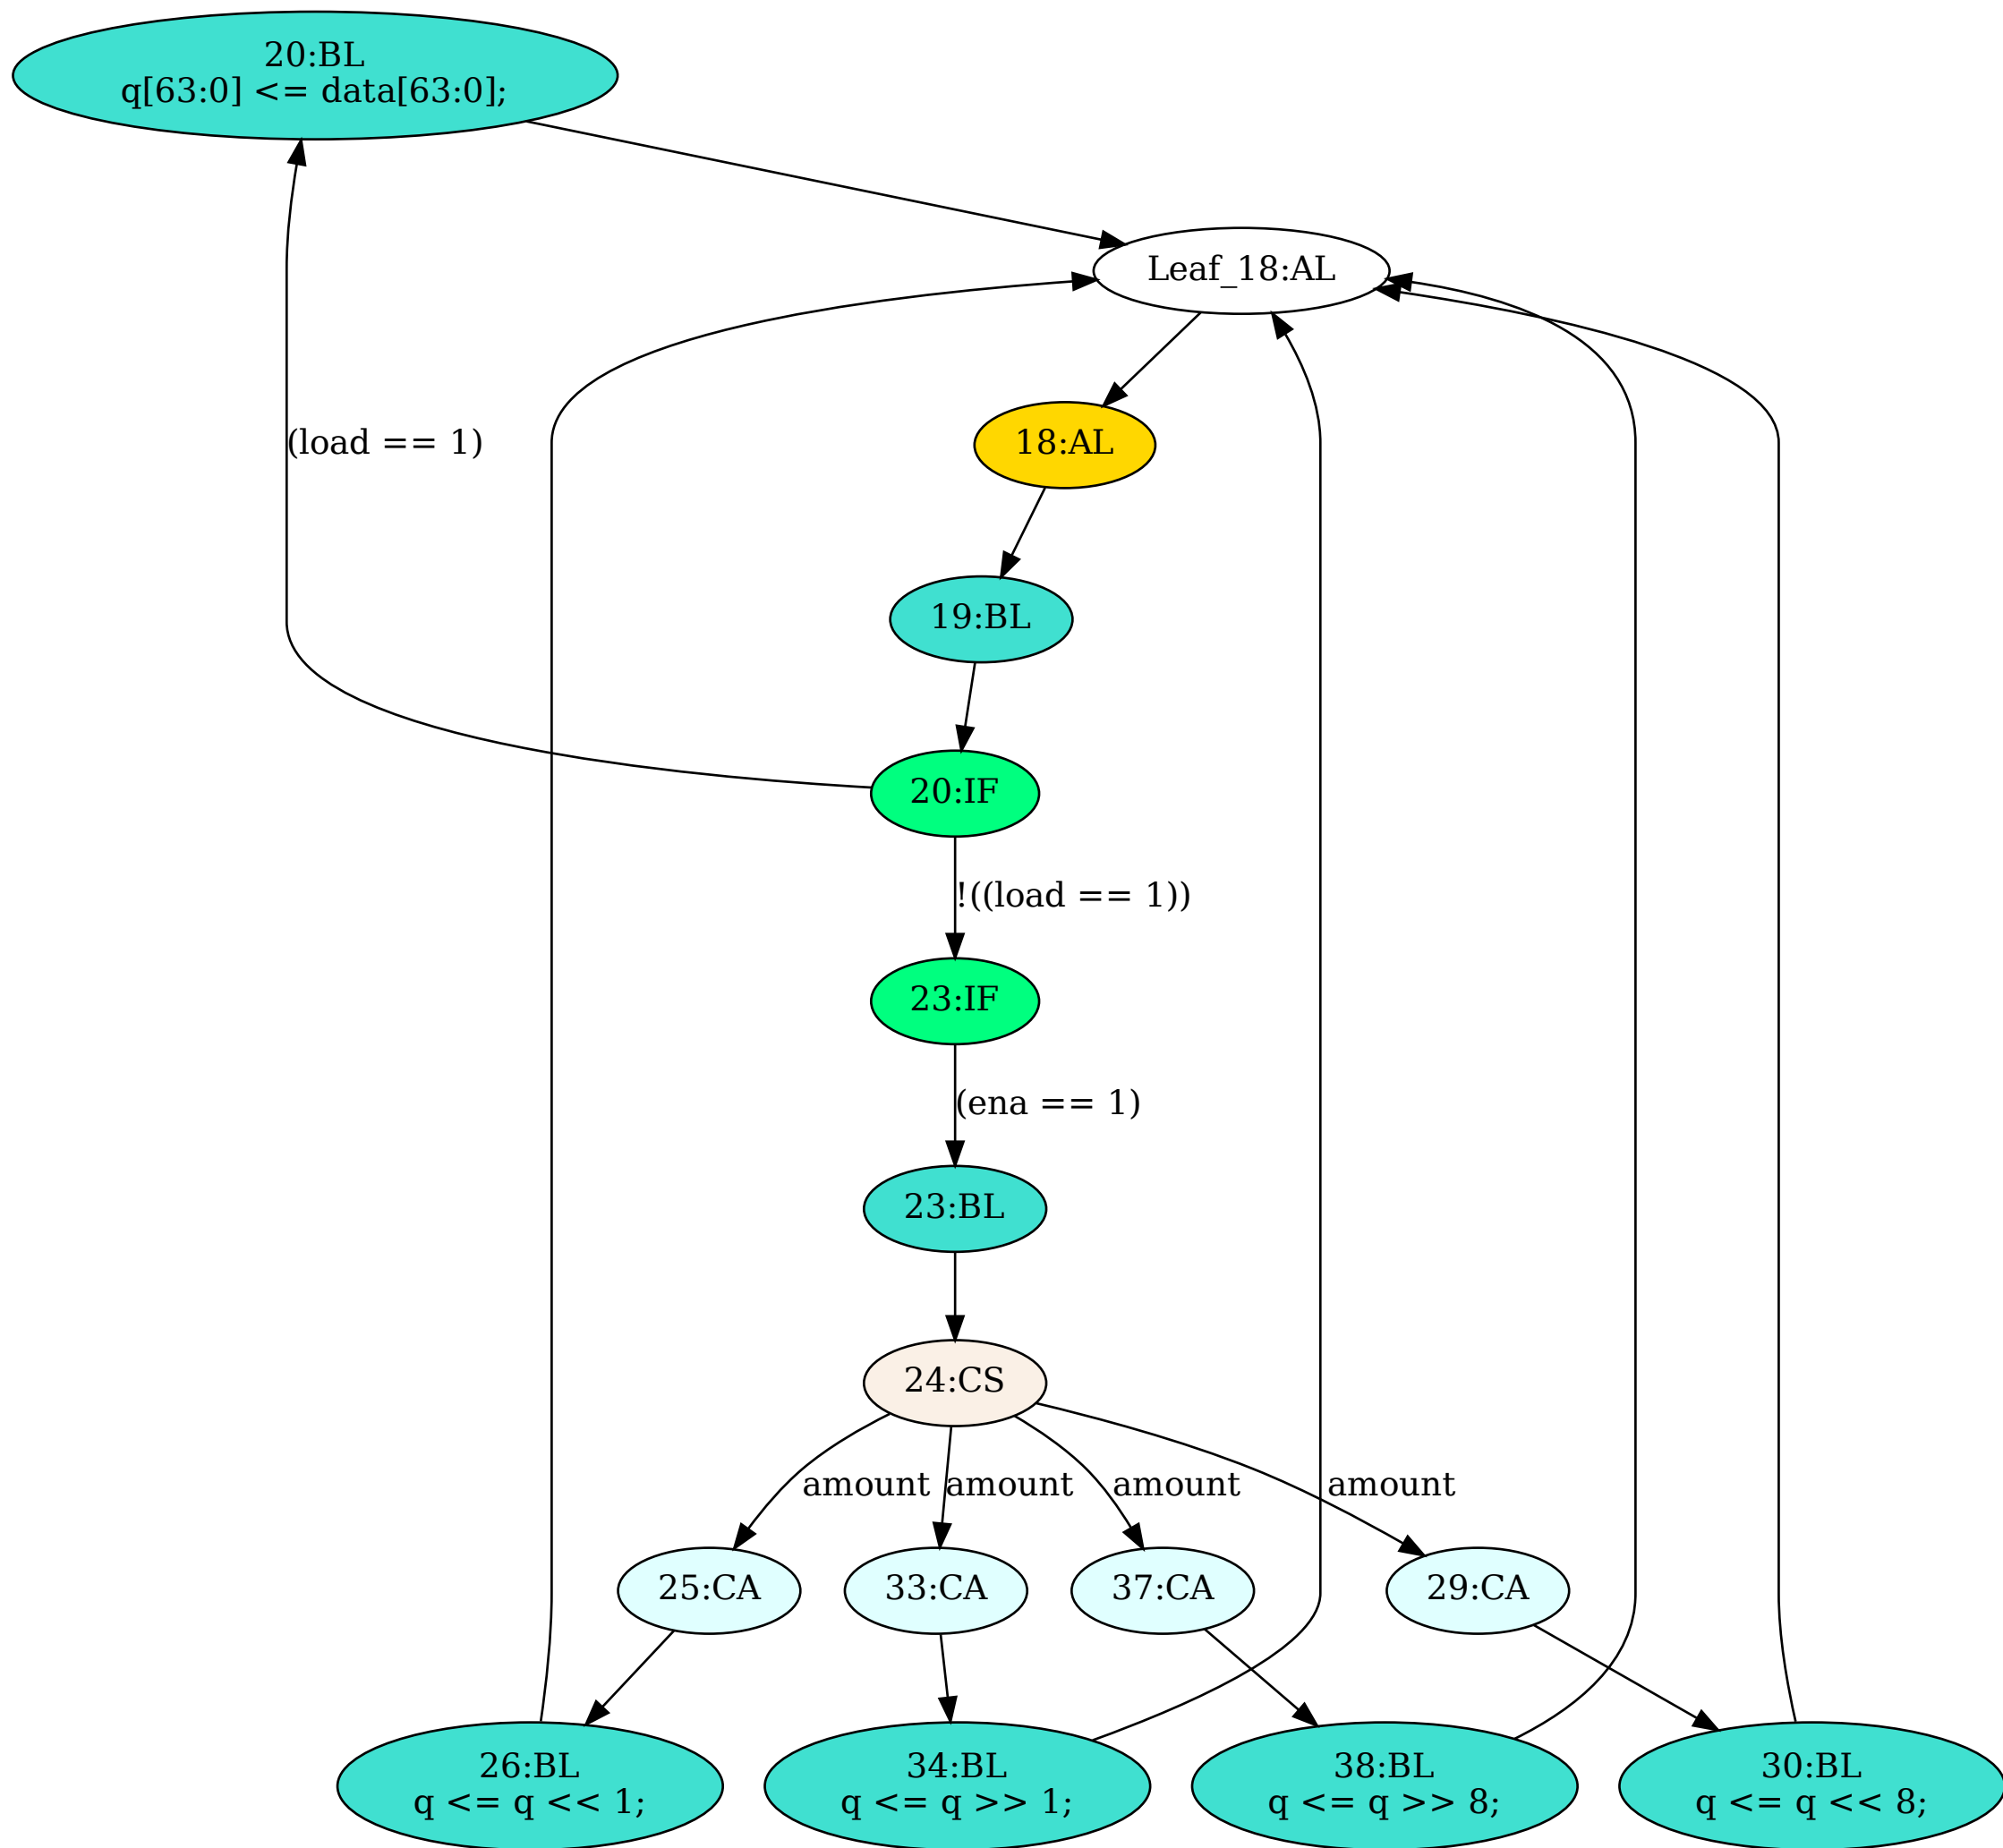 20:BL
q[63:0] <= data[63:0];
Leaf_18:AL
(load == 1)
18:AL
19:BL
20:IF
!((load == 1))
23:IF
(ena == 1)
23:BL
24:CS
amount
amount
amount
amount
25:CA
33:CA
37:CA
29:CA
26:BL
q <= q << 1;
34:BL
q <= q >> 1;
38:BL
q <= q >> 8;
30:BL
q <= q << 8;